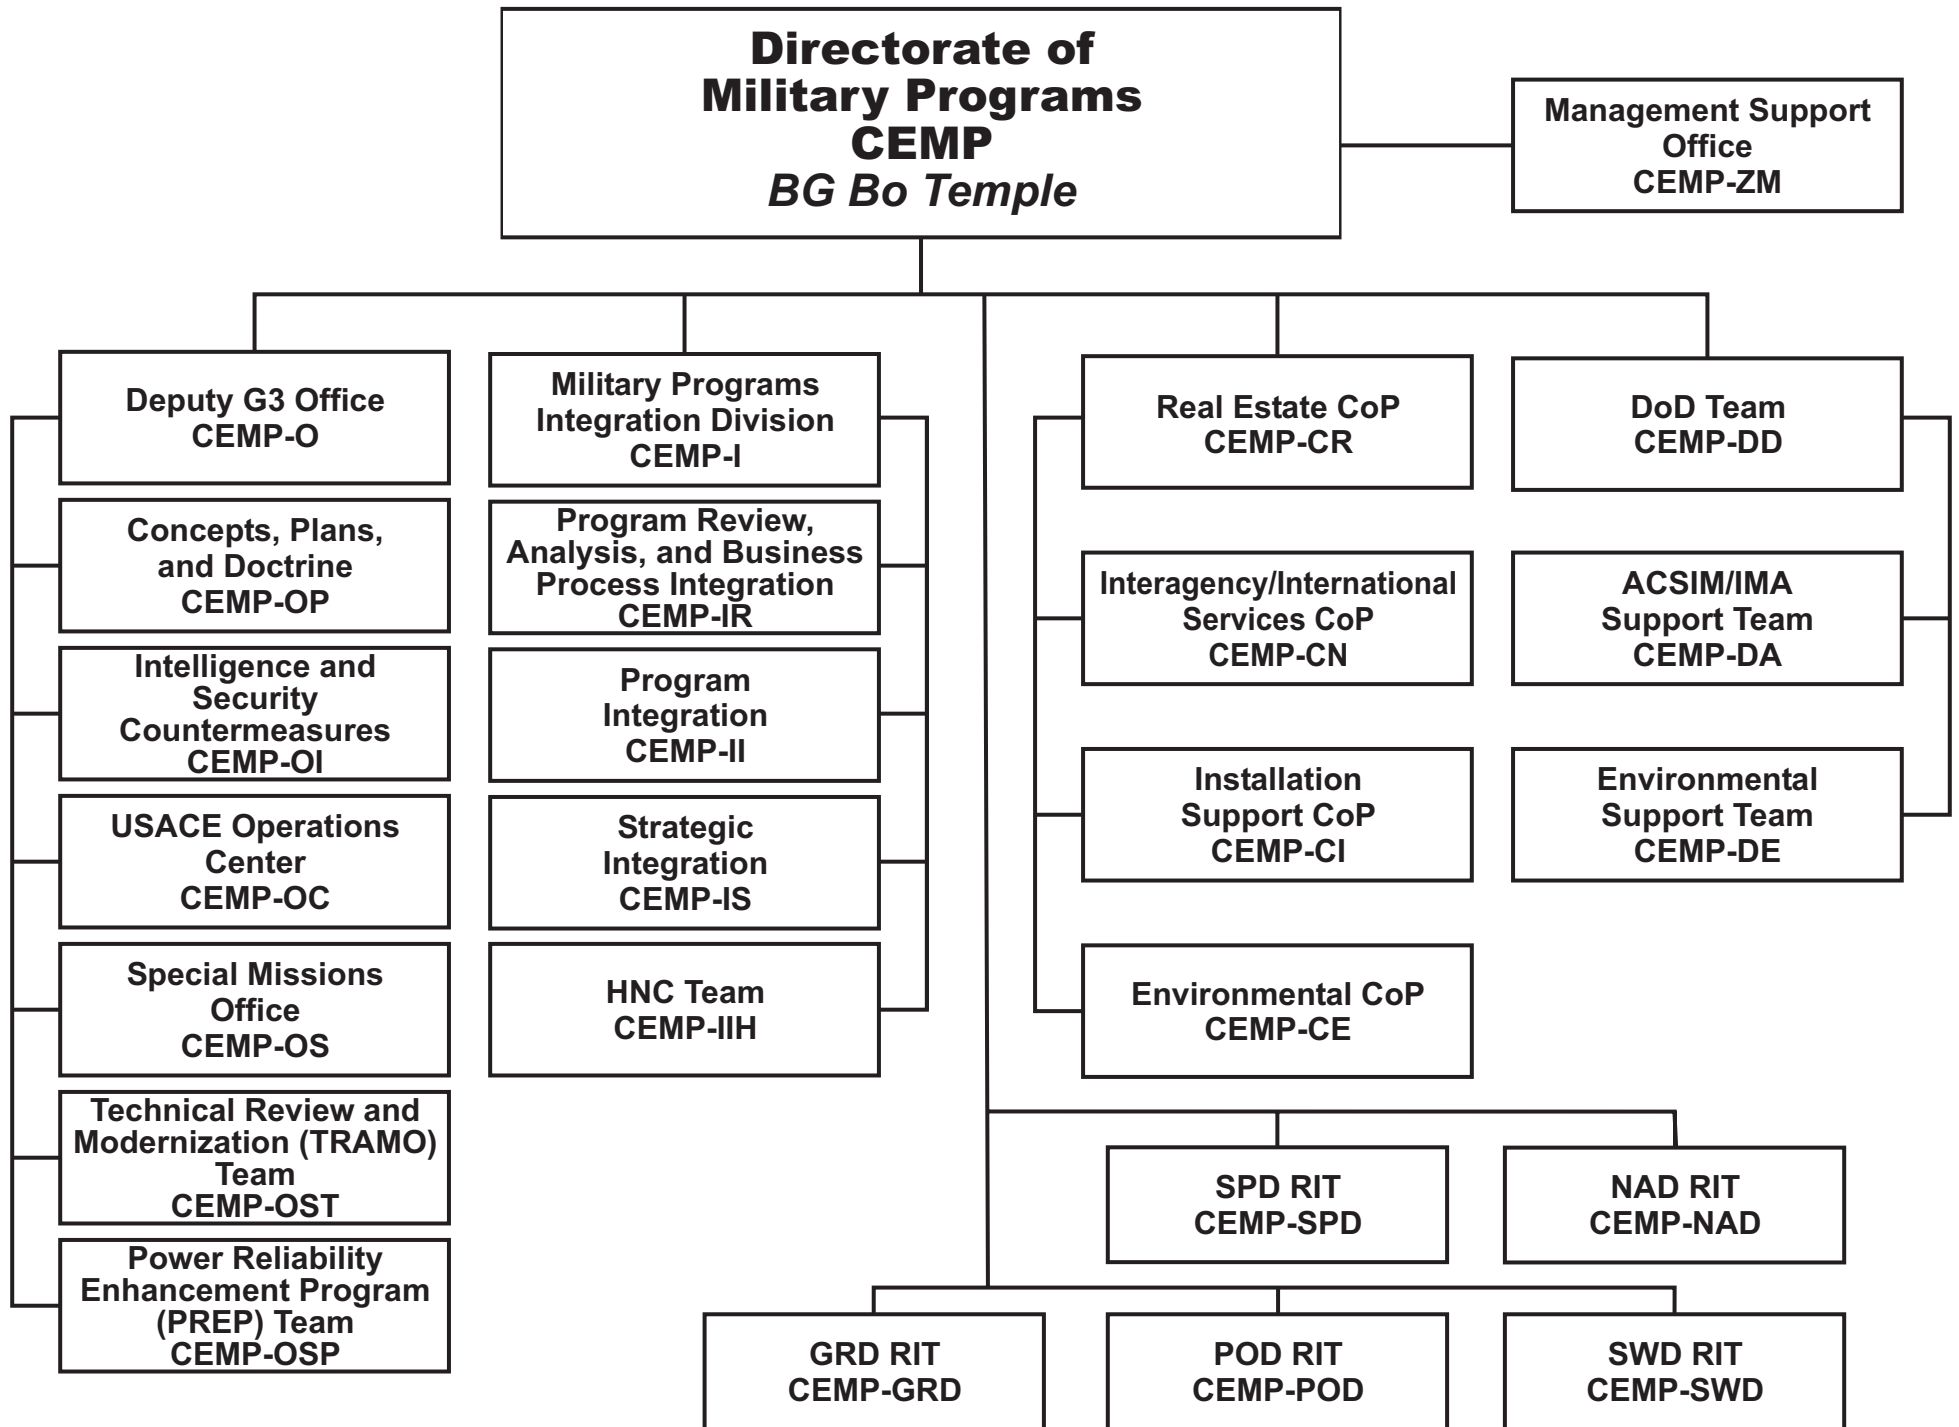 Directorate of
Military Programs
CEMP
BG Bo Temple
Management Support
Office
CEMP-ZM
Deputy G3 Office
CEMP-O
Concepts, Plans,
and Doctrine
CEMP-OP
Intelligence and
Security
Countermeasures
CEMP-OI
USACE Operations
Center
CEMP-OC
Special Missions
Office
CEMP-OS
Technical Review and
Modernization (TRAMO)
Team
CEMP-OST
Power Reliability
Enhancement Program
(PREP) Team
CEMP-OSP
Military Programs
Integration Division
CEMP-I
Program Review,
Analysis, and Business
Process Integration
CEMP-IR
Program
Integration
CEMP-II
Strategic
Integration
CEMP-IS
HNC Team
CEMP-IIH
Real Estate CoP
CEMP-CR
Interagency/International
Services CoP
CEMP-CN
Installation
Support CoP
CEMP-CI
Environmental CoP
CEMP-CE
DoD Team
CEMP-DD
ACSIM/IMA
Support Team
CEMP-DA
Environmental
Support Team
CEMP-DE
SPD RIT
CEMP-SPD
NAD RIT
CEMP-NAD
GRD RIT
CEMP-GRD
POD RIT
CEMP-POD
SWD RIT
CEMP-SWD